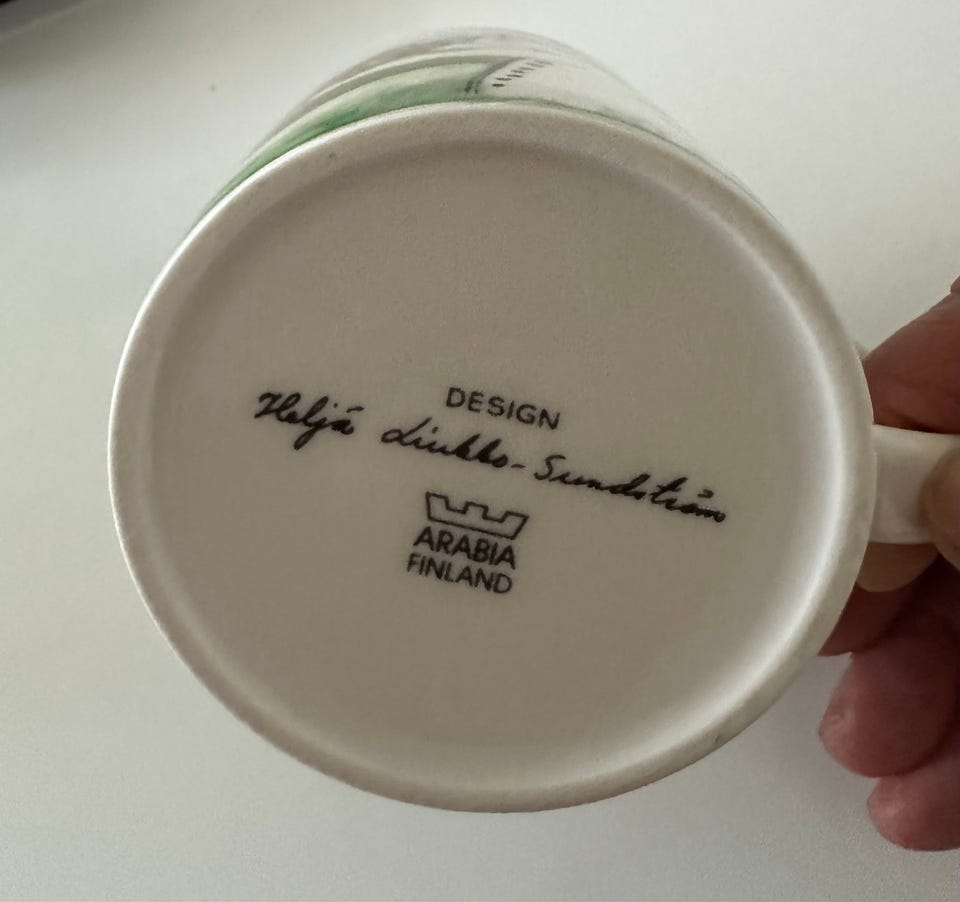 DESIGN
Heljä Liukko-Sundström
ARABIA
FINLAND